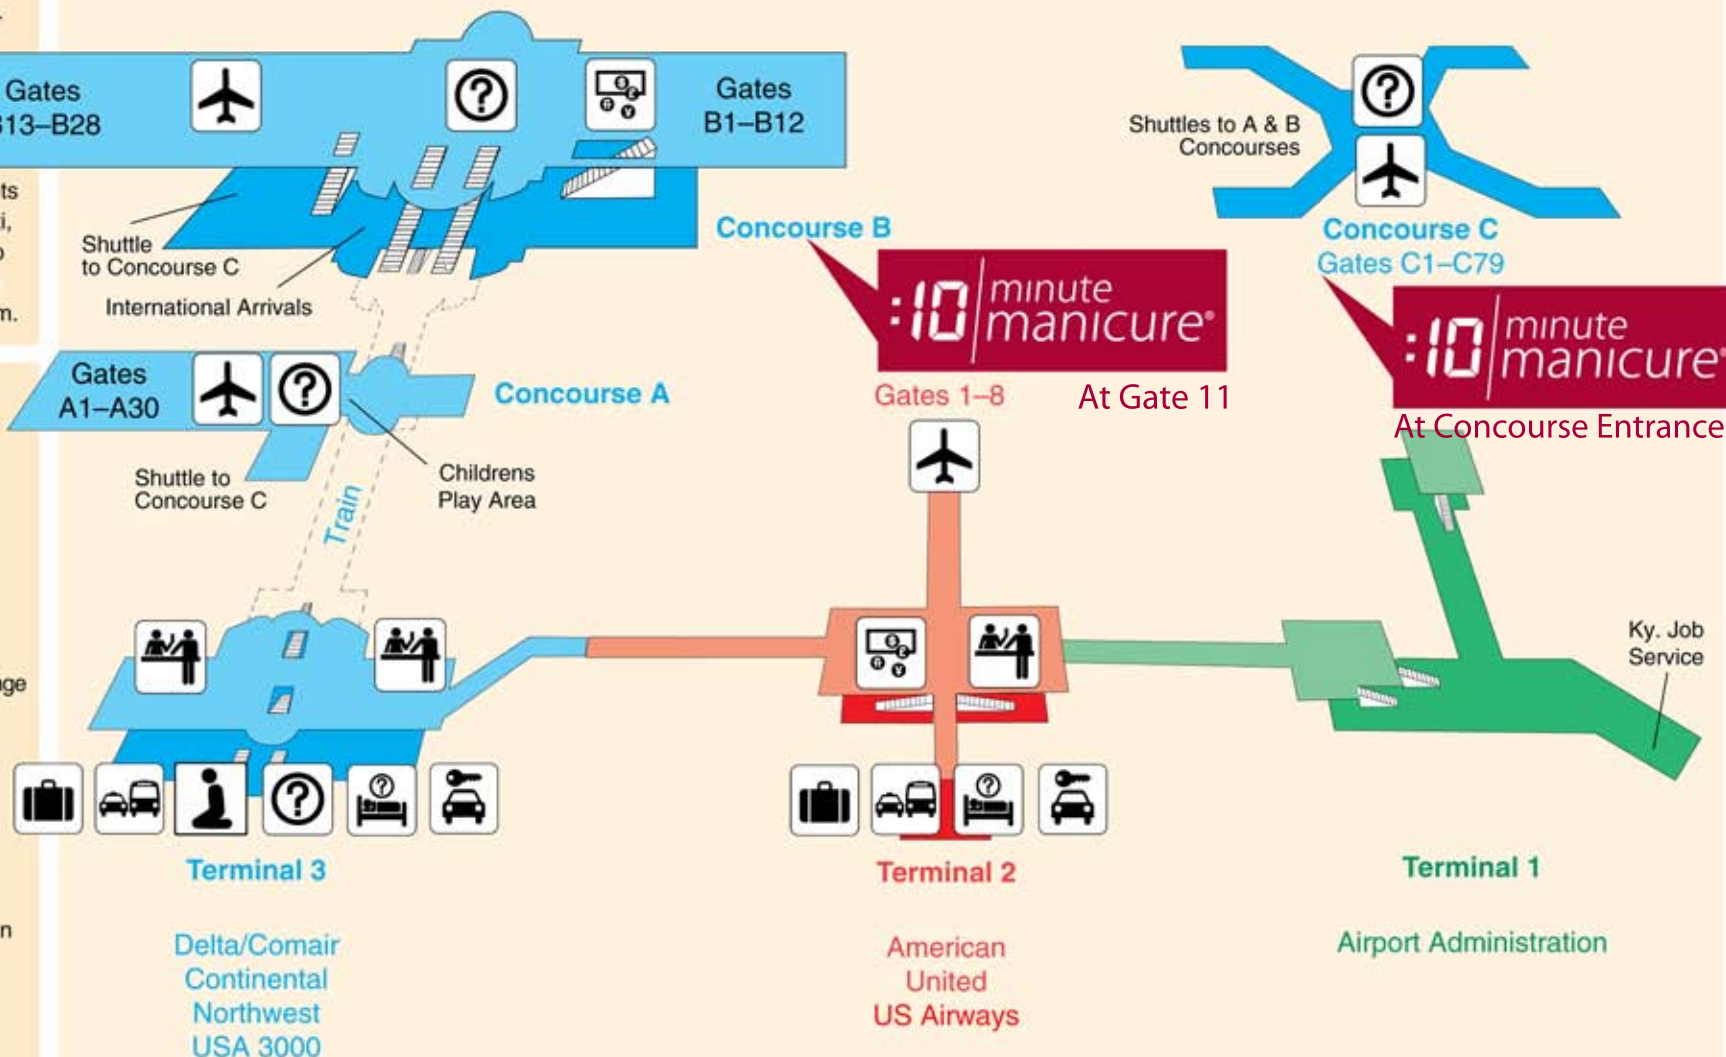 Gates
B13–B28
Gates
B1–B12
Shuttles to A & B
Concourses
Shuttle
to Concourse C
International Arrivals
Concourse B
Concourse C
Gates C1–C79
:10 minute
manicure®
:10 minute
manicure®
Gates
A1–A30
Concourse A
Gates 1–8
At Gate 11
At Concourse Entrance
Shuttle to
Concourse C
Childrens
Play Area
Train
Ky. Job
Service
Terminal 3
Terminal 2
Terminal 1
Delta/Comair
Continental
Northwest
USA 3000
American
United
US Airways
Airport Administration